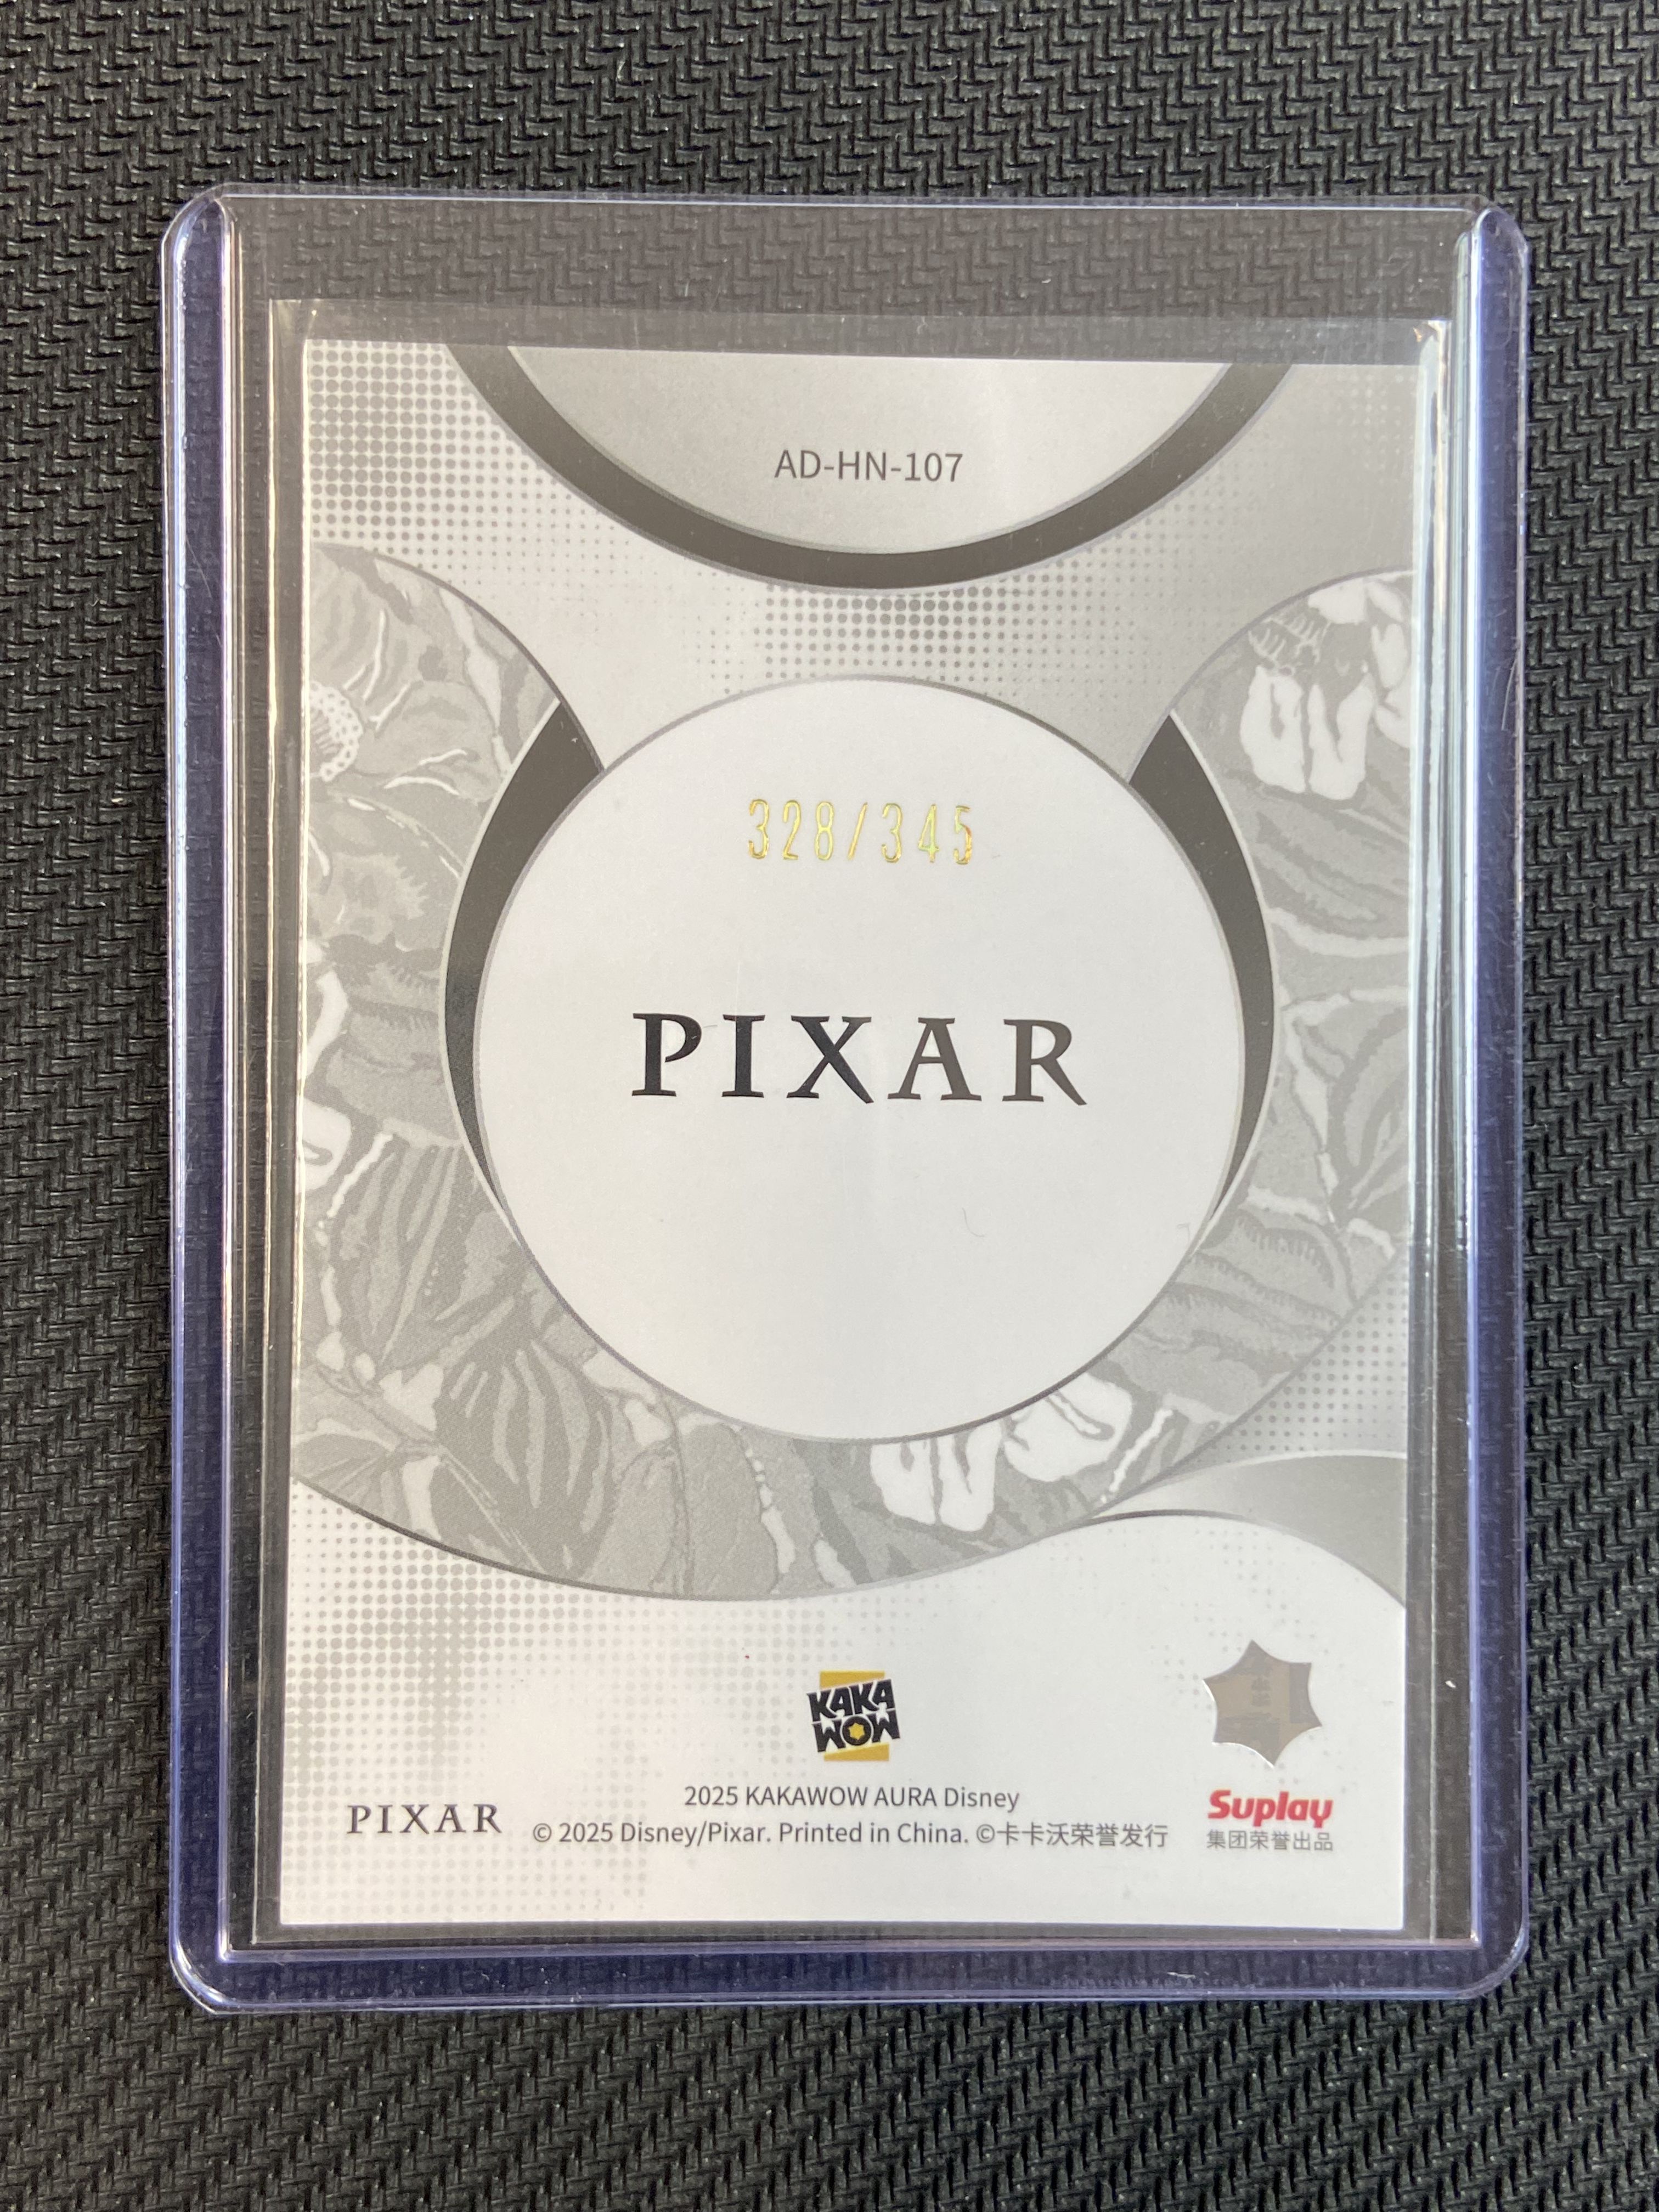 AD-HN-107
328/345
PIXAR
KAKA
WOW
PIXAR
2025 KAKAWOW AURA Disney
© 2025 Disney/Pixar. Printed in China. ©卡卡沃荣誉发行
Suplay
集团荣誉出品